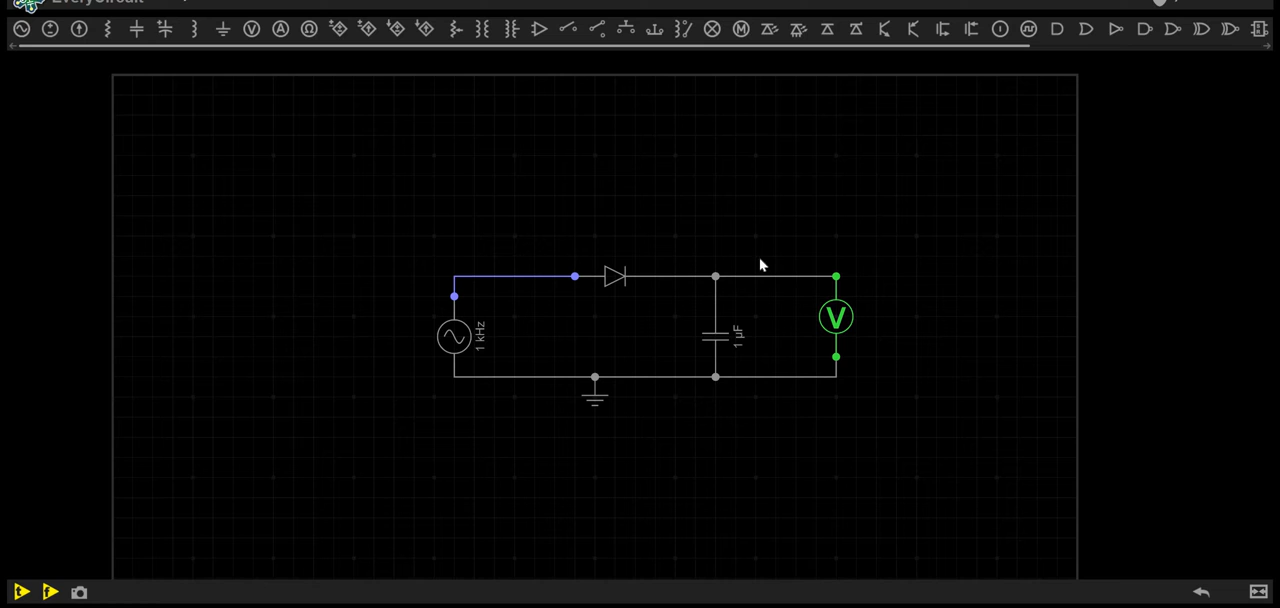 EveryCircuit
V A Ω M
1 kHz
1 µF
V
t f